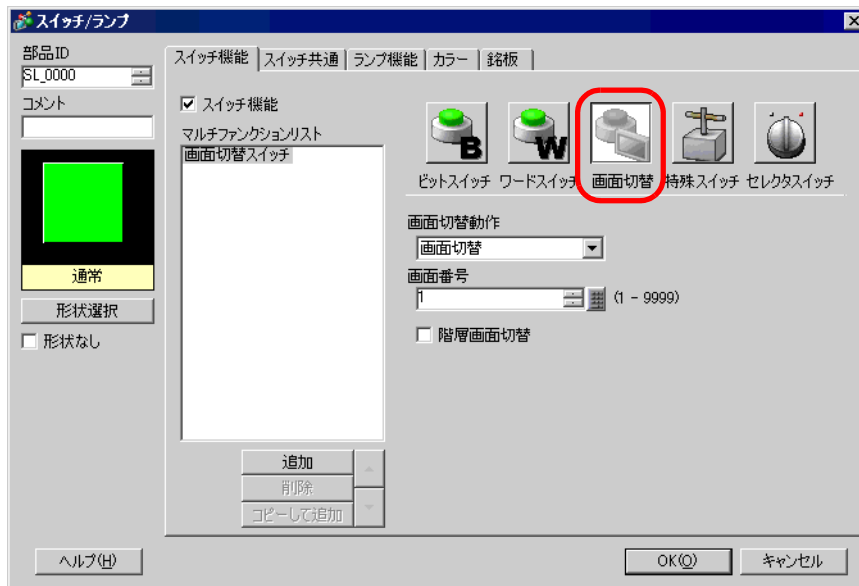 スイッチ/ランプ
部品ID
SL_0000
コメント
通常
形状選択
形状なし
スイッチ機能 スイッチ共通 ランプ機能 カラー 銘板
スイッチ機能
マルチファンクションリスト
画面切替スイッチ
追加
削除
コピーして追加
B W
ビットスイッチ ワードスイッチ 画面切替 特殊スイッチ セレクタスイッチ
画面切替動作
画面切替
画面番号
1 (1 - 9999)
階層画面切替
ヘルプ(H) OK(O) キャンセル